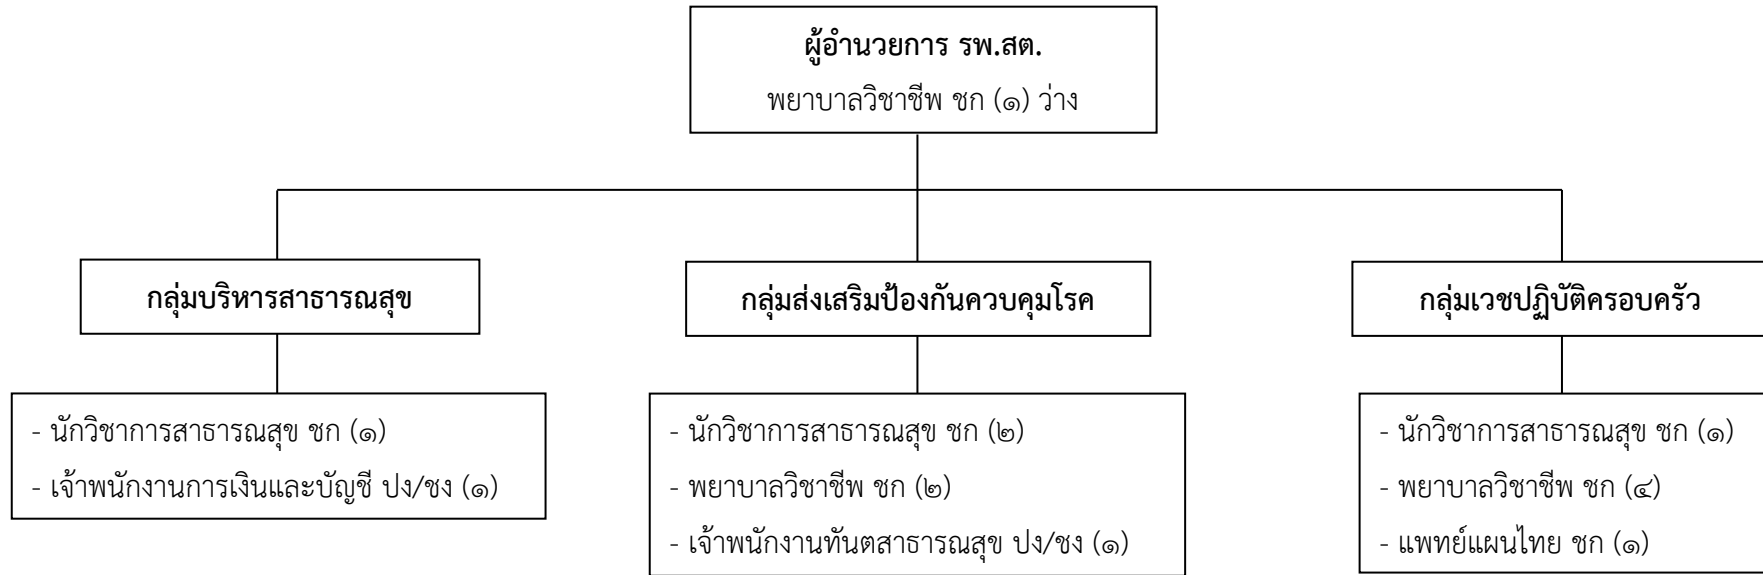 ผู้อำนวยการ รพ.สต.
พยาบาลวิชาชีพ ชก (๑) ว่าง
กลุ่มบริหารสาธารณสุข
- นักวิชาการสาธารณสุข ชก (๑)
- เจ้าพนักงานการเงินและบัญชี ปง/ชง (๑)
กลุ่มส่งเสริมป้องกันควบคุมโรค
- นักวิชาการสาธารณสุข ชก (๒)
- พยาบาลวิชาชีพ ชก (๒)
- เจ้าพนักงานทันตสาธารณสุข ปง/ชง (๑)
กลุ่มเวชปฏิบัติครอบครัว
- นักวิชาการสาธารณสุข ชก (๑)
- พยาบาลวิชาชีพ ชก (๔)
- แพทย์แผนไทย ชก (๑)